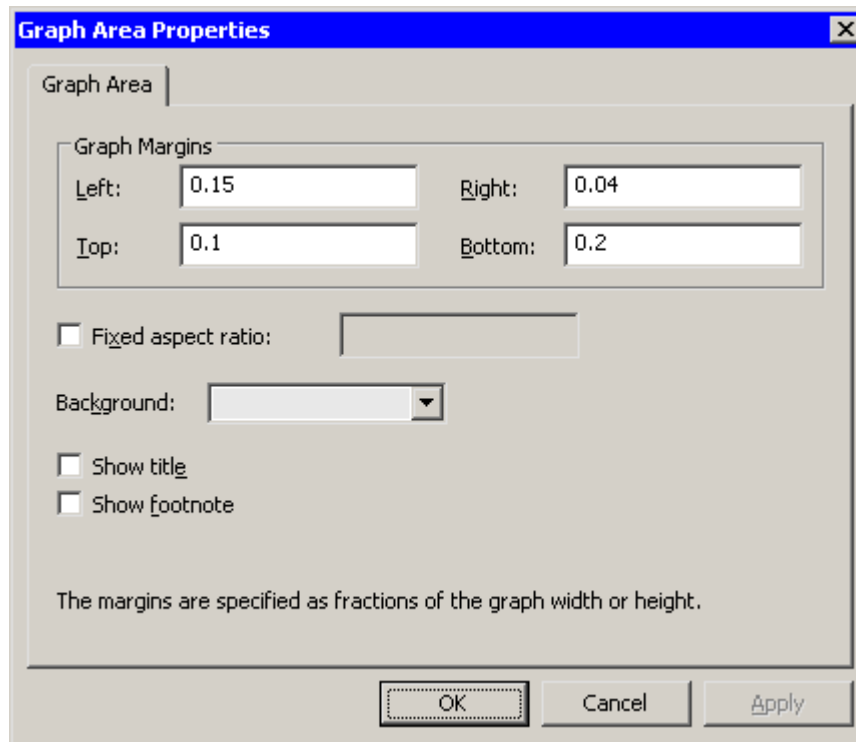 Graph Area Properties
Graph Area
Graph Margins
Left: 0.15 Right: 0.04
Top: 0.1 Bottom: 0.2
Fixed aspect ratio:
Background:
Show title
Show footnote
The margins are specified as fractions of the graph width or height.
OK Cancel Apply